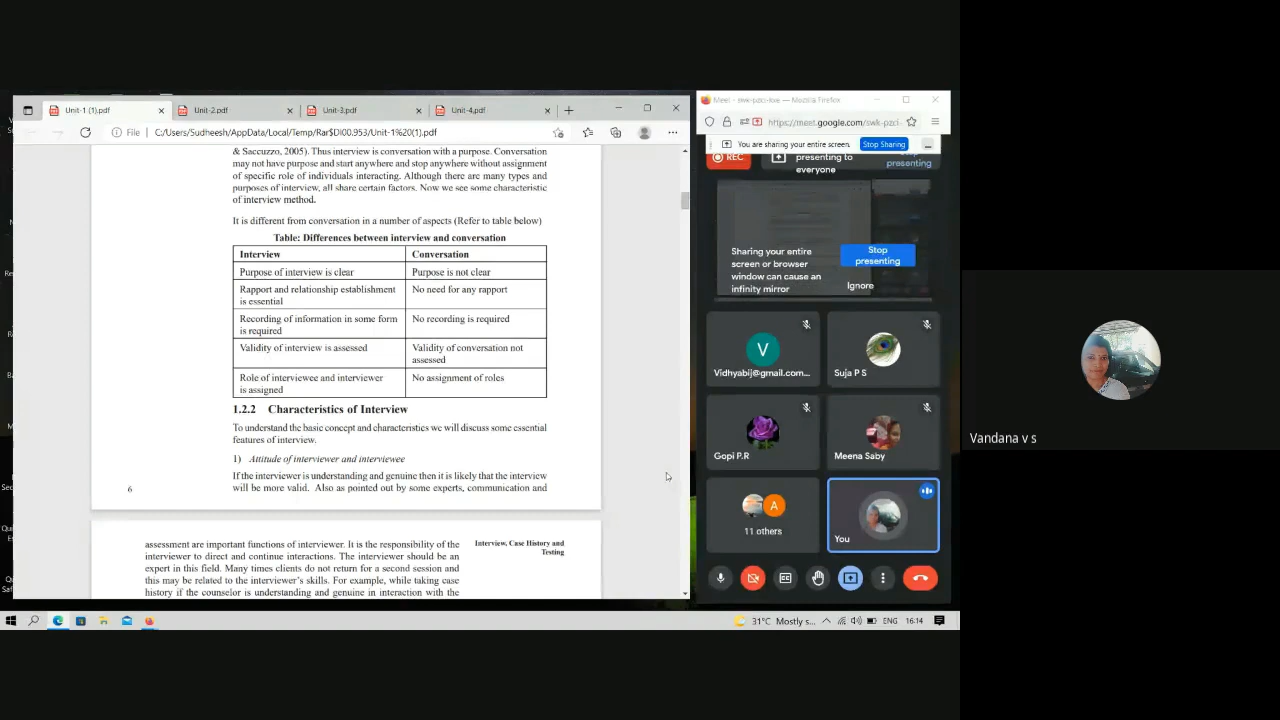 Unit-1 (1).pdf
Unit-2.pdf
Unit-3.pdf
Unit-4.pdf
File
C:/Users/Sudheesh/AppData/Local/Temp/Rar$DI00.953/Unit-1%20(1).pdf
& Saccuzzo, 2005). Thus interview is conversation with a purpose. Conversation
may not have purpose and start anywhere and stop anywhere without assignment
of specific role of individuals interacting. Although there are many types and
purposes of interview, all share certain factors. Now we see some characteristic
of interview method.
It is different from conversation in a number of aspects (Refer to table below)
Table: Differences between interview and conversation
Interview
Conversation
Purpose of interview is clear
Purpose is not clear
Rapport and relationship establishment
is essential
No need for any rapport
Recording of information in some form
is required
No recording is required
Validity of interview is assessed
Validity of conversation not
assessed
Role of interviewee and interviewer
is assigned
No assignment of roles
1.2.2 Characteristics of Interview
To understand the basic concept and characteristics we will discuss some essential
features of interview.
1) Attitude of interviewer and interviewee
If the interviewer is understanding and genuine then it is likely that the interview
will be more valid. Also as pointed out by some experts, communication and
6
assessment are important functions of interviewer. It is the responsibility of the
interviewer to direct and continue interactions. The interviewer should be an
expert in this field. Many times clients do not return for a second session and
this may be related to the interviewer's skills. For example, while taking case
history if the counselor is understanding and genuine in interaction with the
Interview, Case History and
Testing
Mozilla Firefox
https://meet.google.com/swk-pzci-
You are sharing your entire screen.
Stop Sharing
REC
presenting to
everyone
presenting
Sharing your entire
screen or browser
window can cause an
infinity mirror
Stop
presenting
Ignore
V
Vidhyabij@gmail.com...
Suja P S
Gopi P.R
Meena Saby
A
11 others
You
31°C Mostly s...
ENG
16:14
Vandana v s